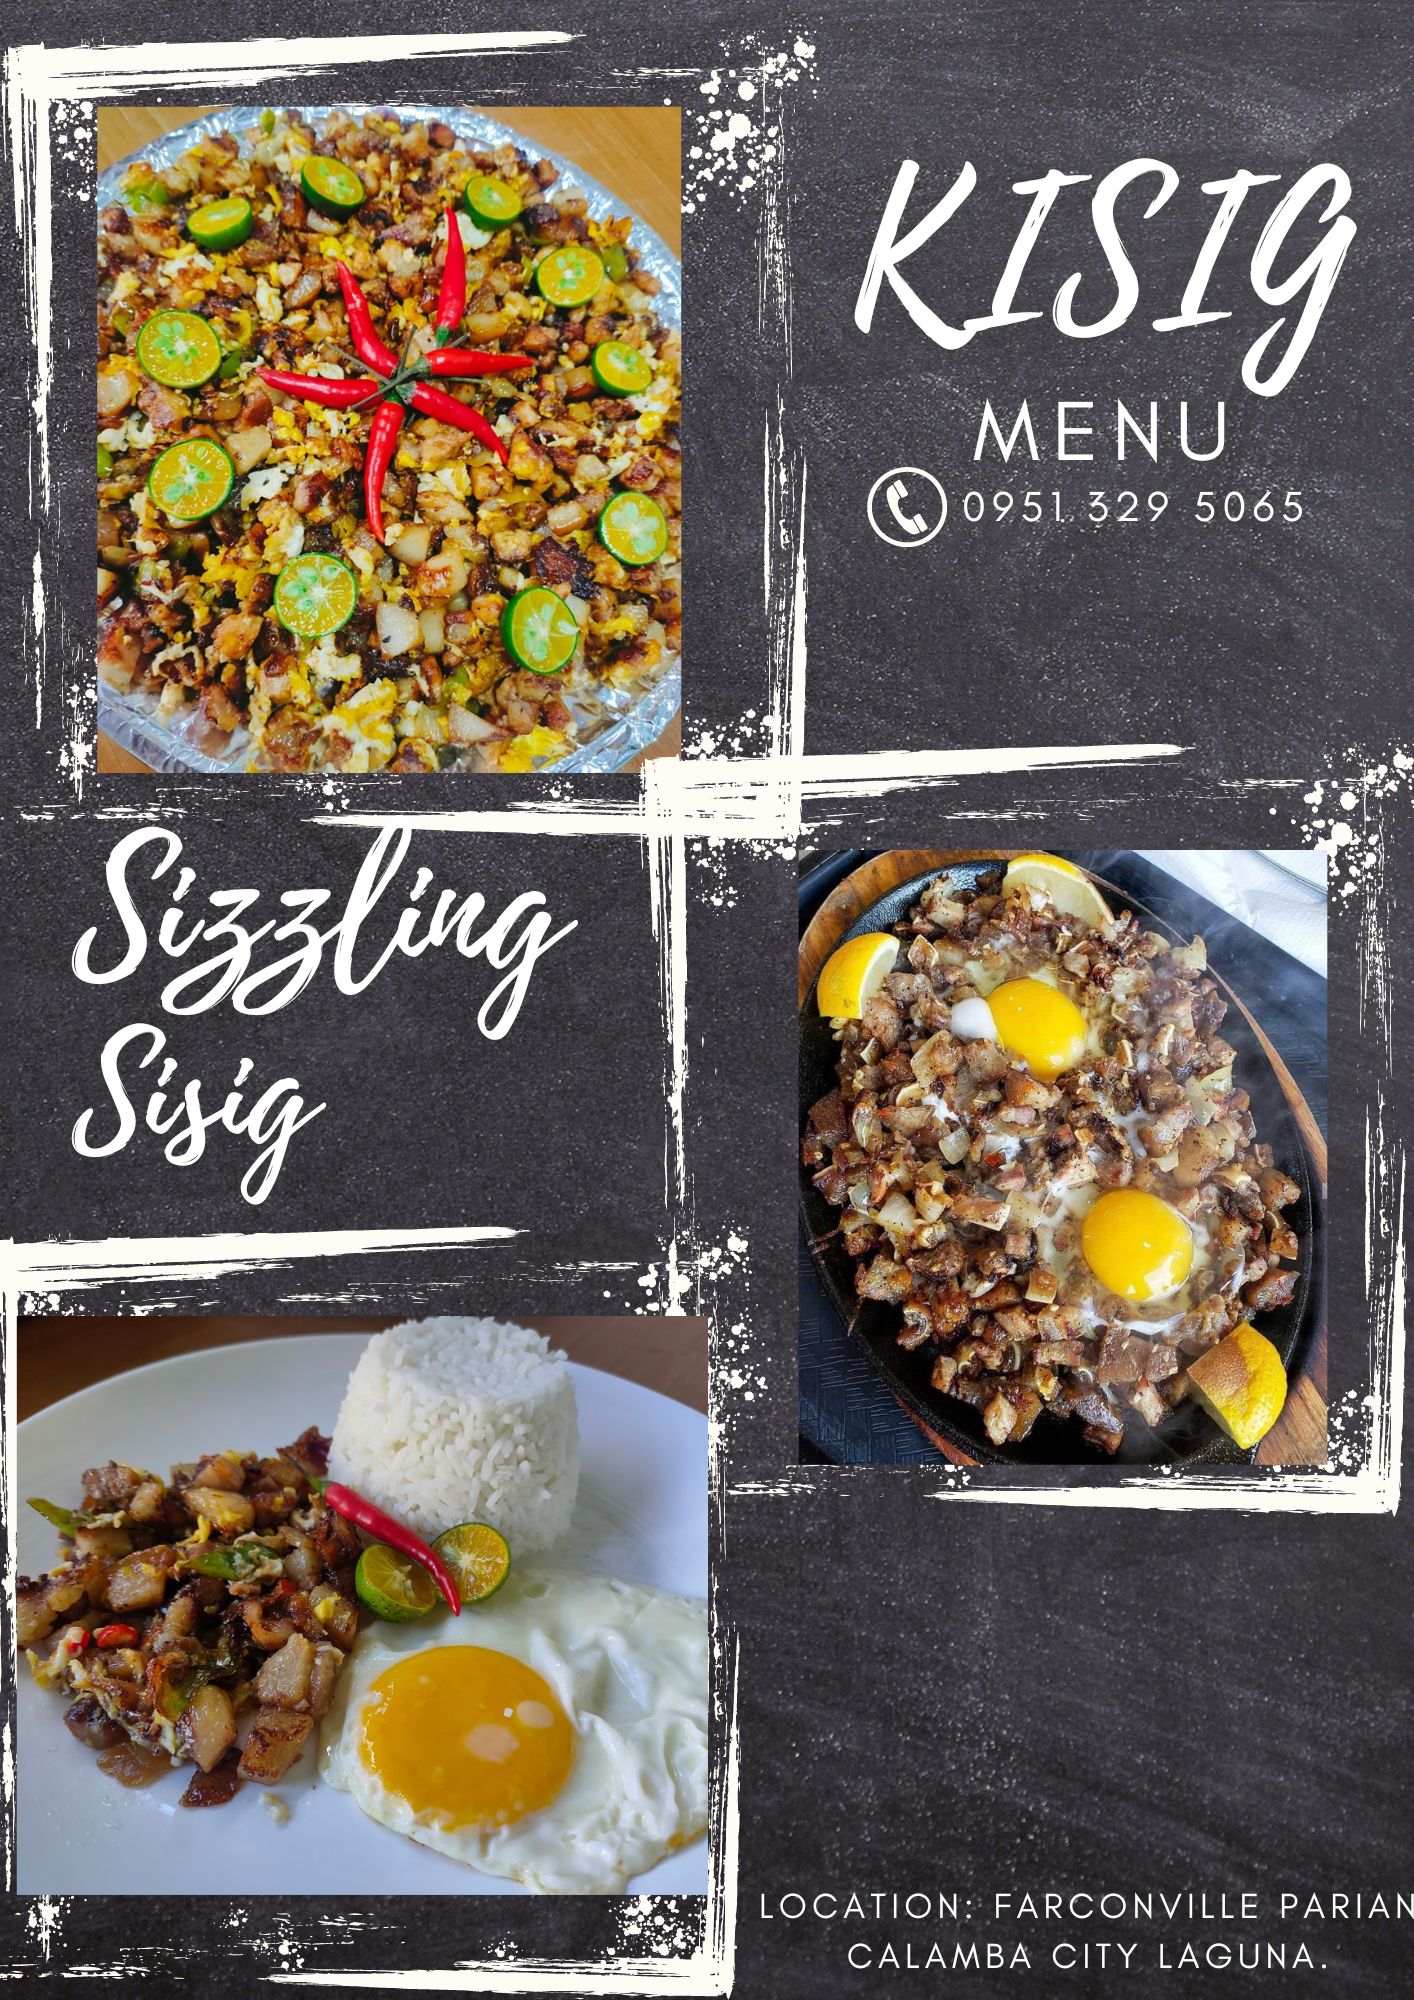 KISIG
MENU
0951 329 5065
Sizzling
Sisig
LOCATION: FARCONVILLE PARIAN
CALAMBA CITY LAGUNA.